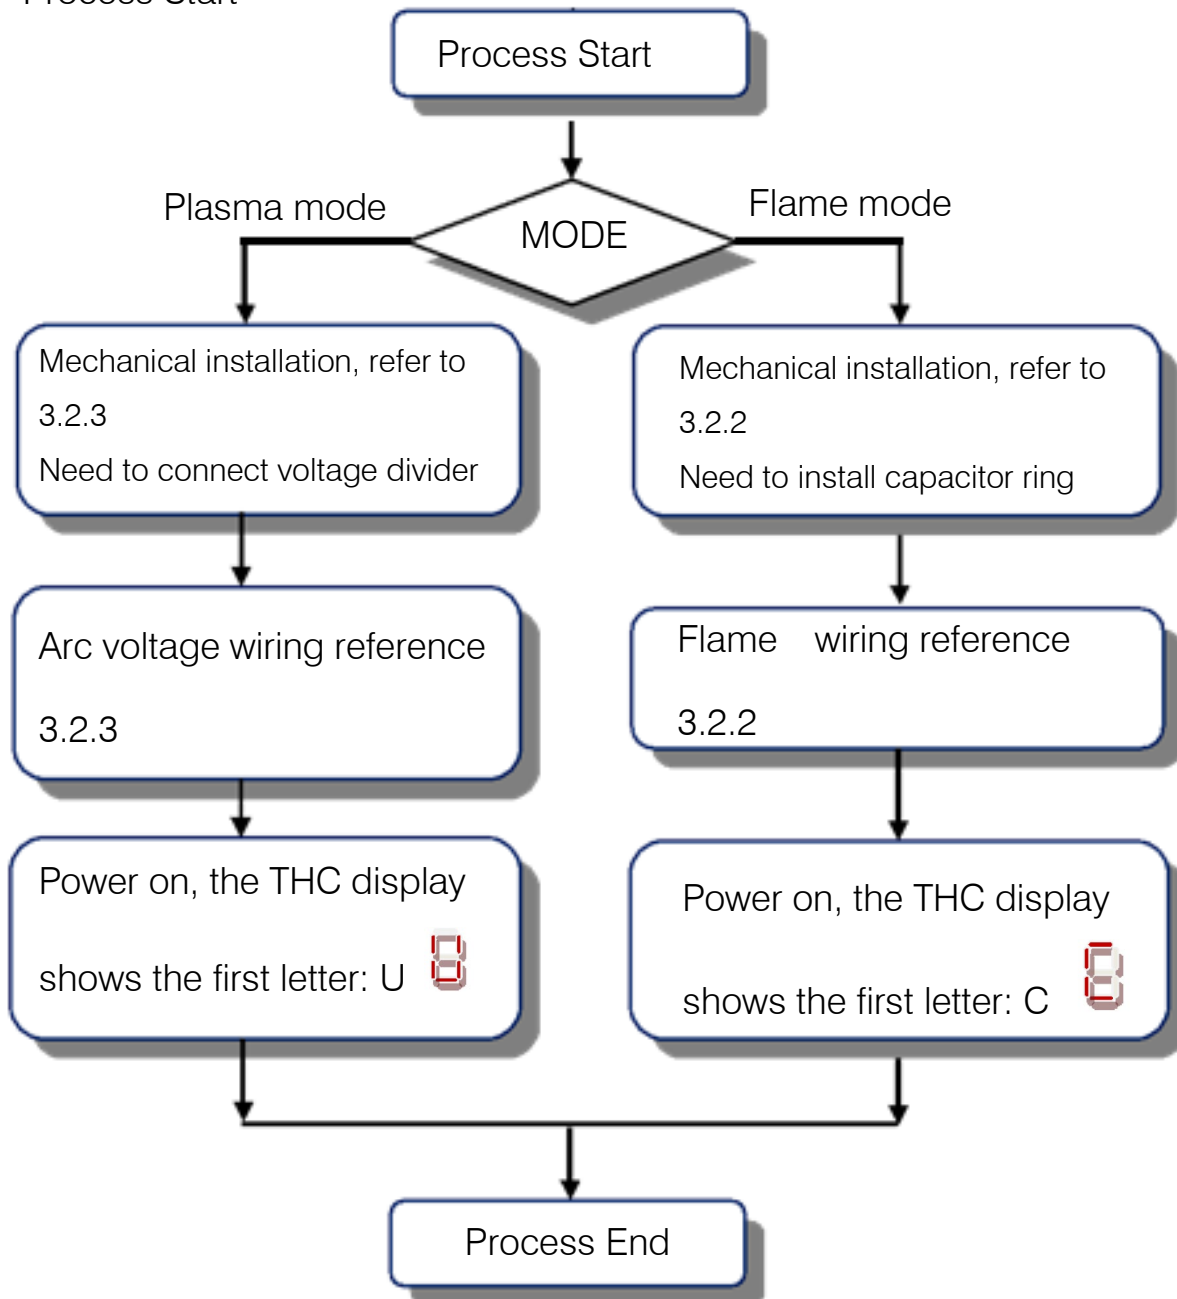 Process Start
Process Start
Plasma mode
Flame mode
MODE
Mechanical installation, refer to
3.2.3
Need to connect voltage divider
Mechanical installation, refer to
3.2.2
Need to install capacitor ring
Arc voltage wiring reference
3.2.3
Flame wiring reference
3.2.2
Power on, the THC display
shows the first letter: U U
Power on, the THC display
shows the first letter: C C
Process End